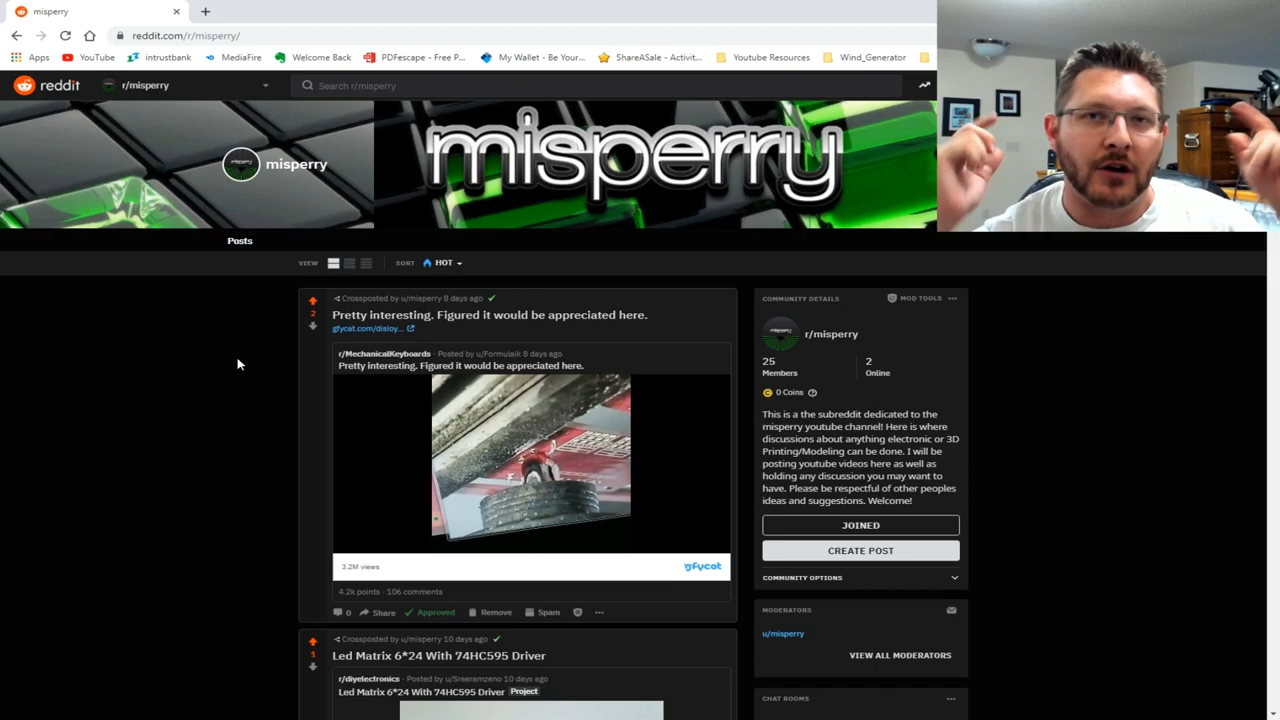 misperry
reddit.com/r/misperry/
Apps
YouTube
intrustbank
MediaFire
Welcome Back
PDFescape - Free P...
My Wallet - Be Your...
ShareASale - Activit...
Youtube Resources
Wind_Generator
reddit
r/misperry
Search r/misperry
misperry
misperry
Posts
VIEW
SORT
HOT
Crossposted by u/misperry 8 days ago
2
Pretty interesting. Figured it would be appreciated here.
gfycat.com/disloy...
r/MechanicalKeyboards · Posted by u/Formulaik 8 days ago
Pretty interesting. Figured it would be appreciated here.
3.2M views
gfycat
4.2k points · 106 comments
0
Share
Approved
Remove
Spam
Crossposted by u/misperry 10 days ago
1
Led Matrix 6*24 With 74HC595 Driver
r/diyelectronics · Posted by u/Sreeramzeno 10 days ago
Led Matrix 6*24 With 74HC595 Driver Project
COMMUNITY DETAILS
MOD TOOLS
r/misperry
25
Members
2
Online
0 Coins
This is a the subreddit dedicated to the
misperry youtube channel! Here is where
discussions about anything electronic or 3D
Printing/Modeling can be done. I will be
posting youtube videos here as well as
holding any discussion you may want to
have. Please be respectful of other peoples
ideas and suggestions. Welcome!
JOINED
CREATE POST
COMMUNITY OPTIONS
MODERATORS
u/misperry
VIEW ALL MODERATORS
CHAT ROOMS